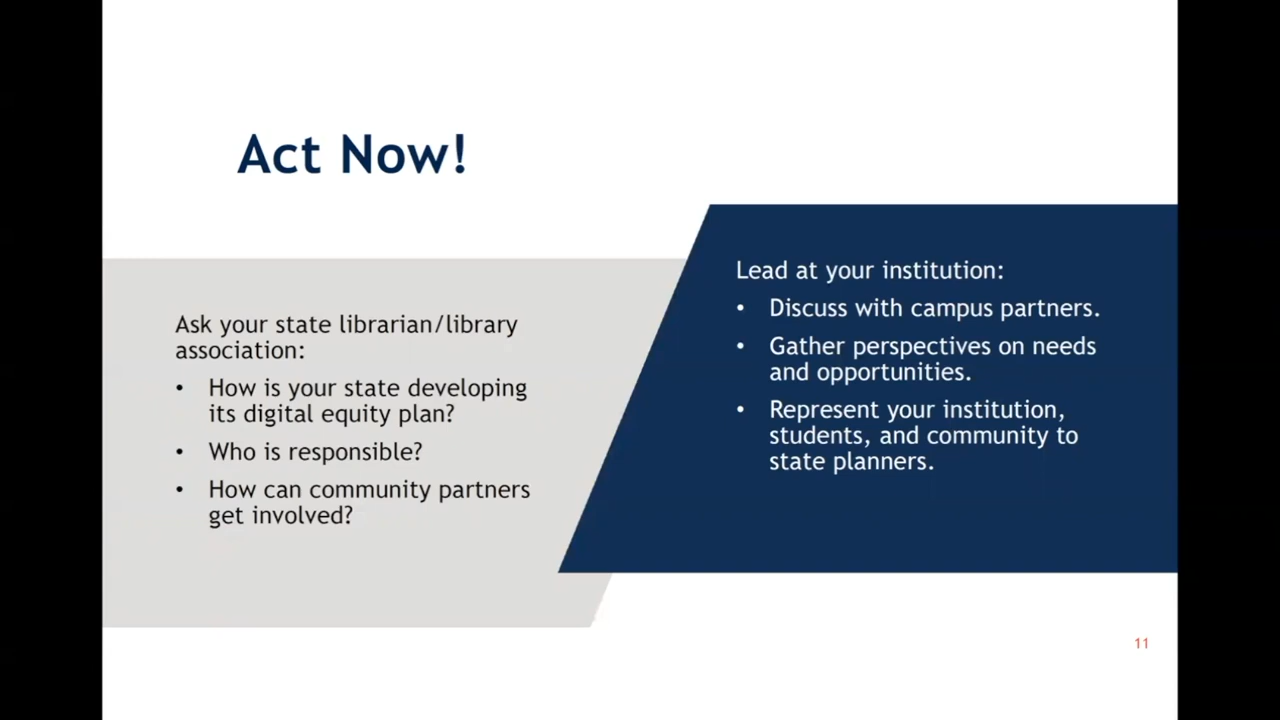 Act Now!
Ask your state librarian/library
association:
• How is your state developing
its digital equity plan?
• Who is responsible?
• How can community partners
get involved?
Lead at your institution:
• Discuss with campus partners.
• Gather perspectives on needs
and opportunities.
• Represent your institution,
students, and community to
state planners.
11